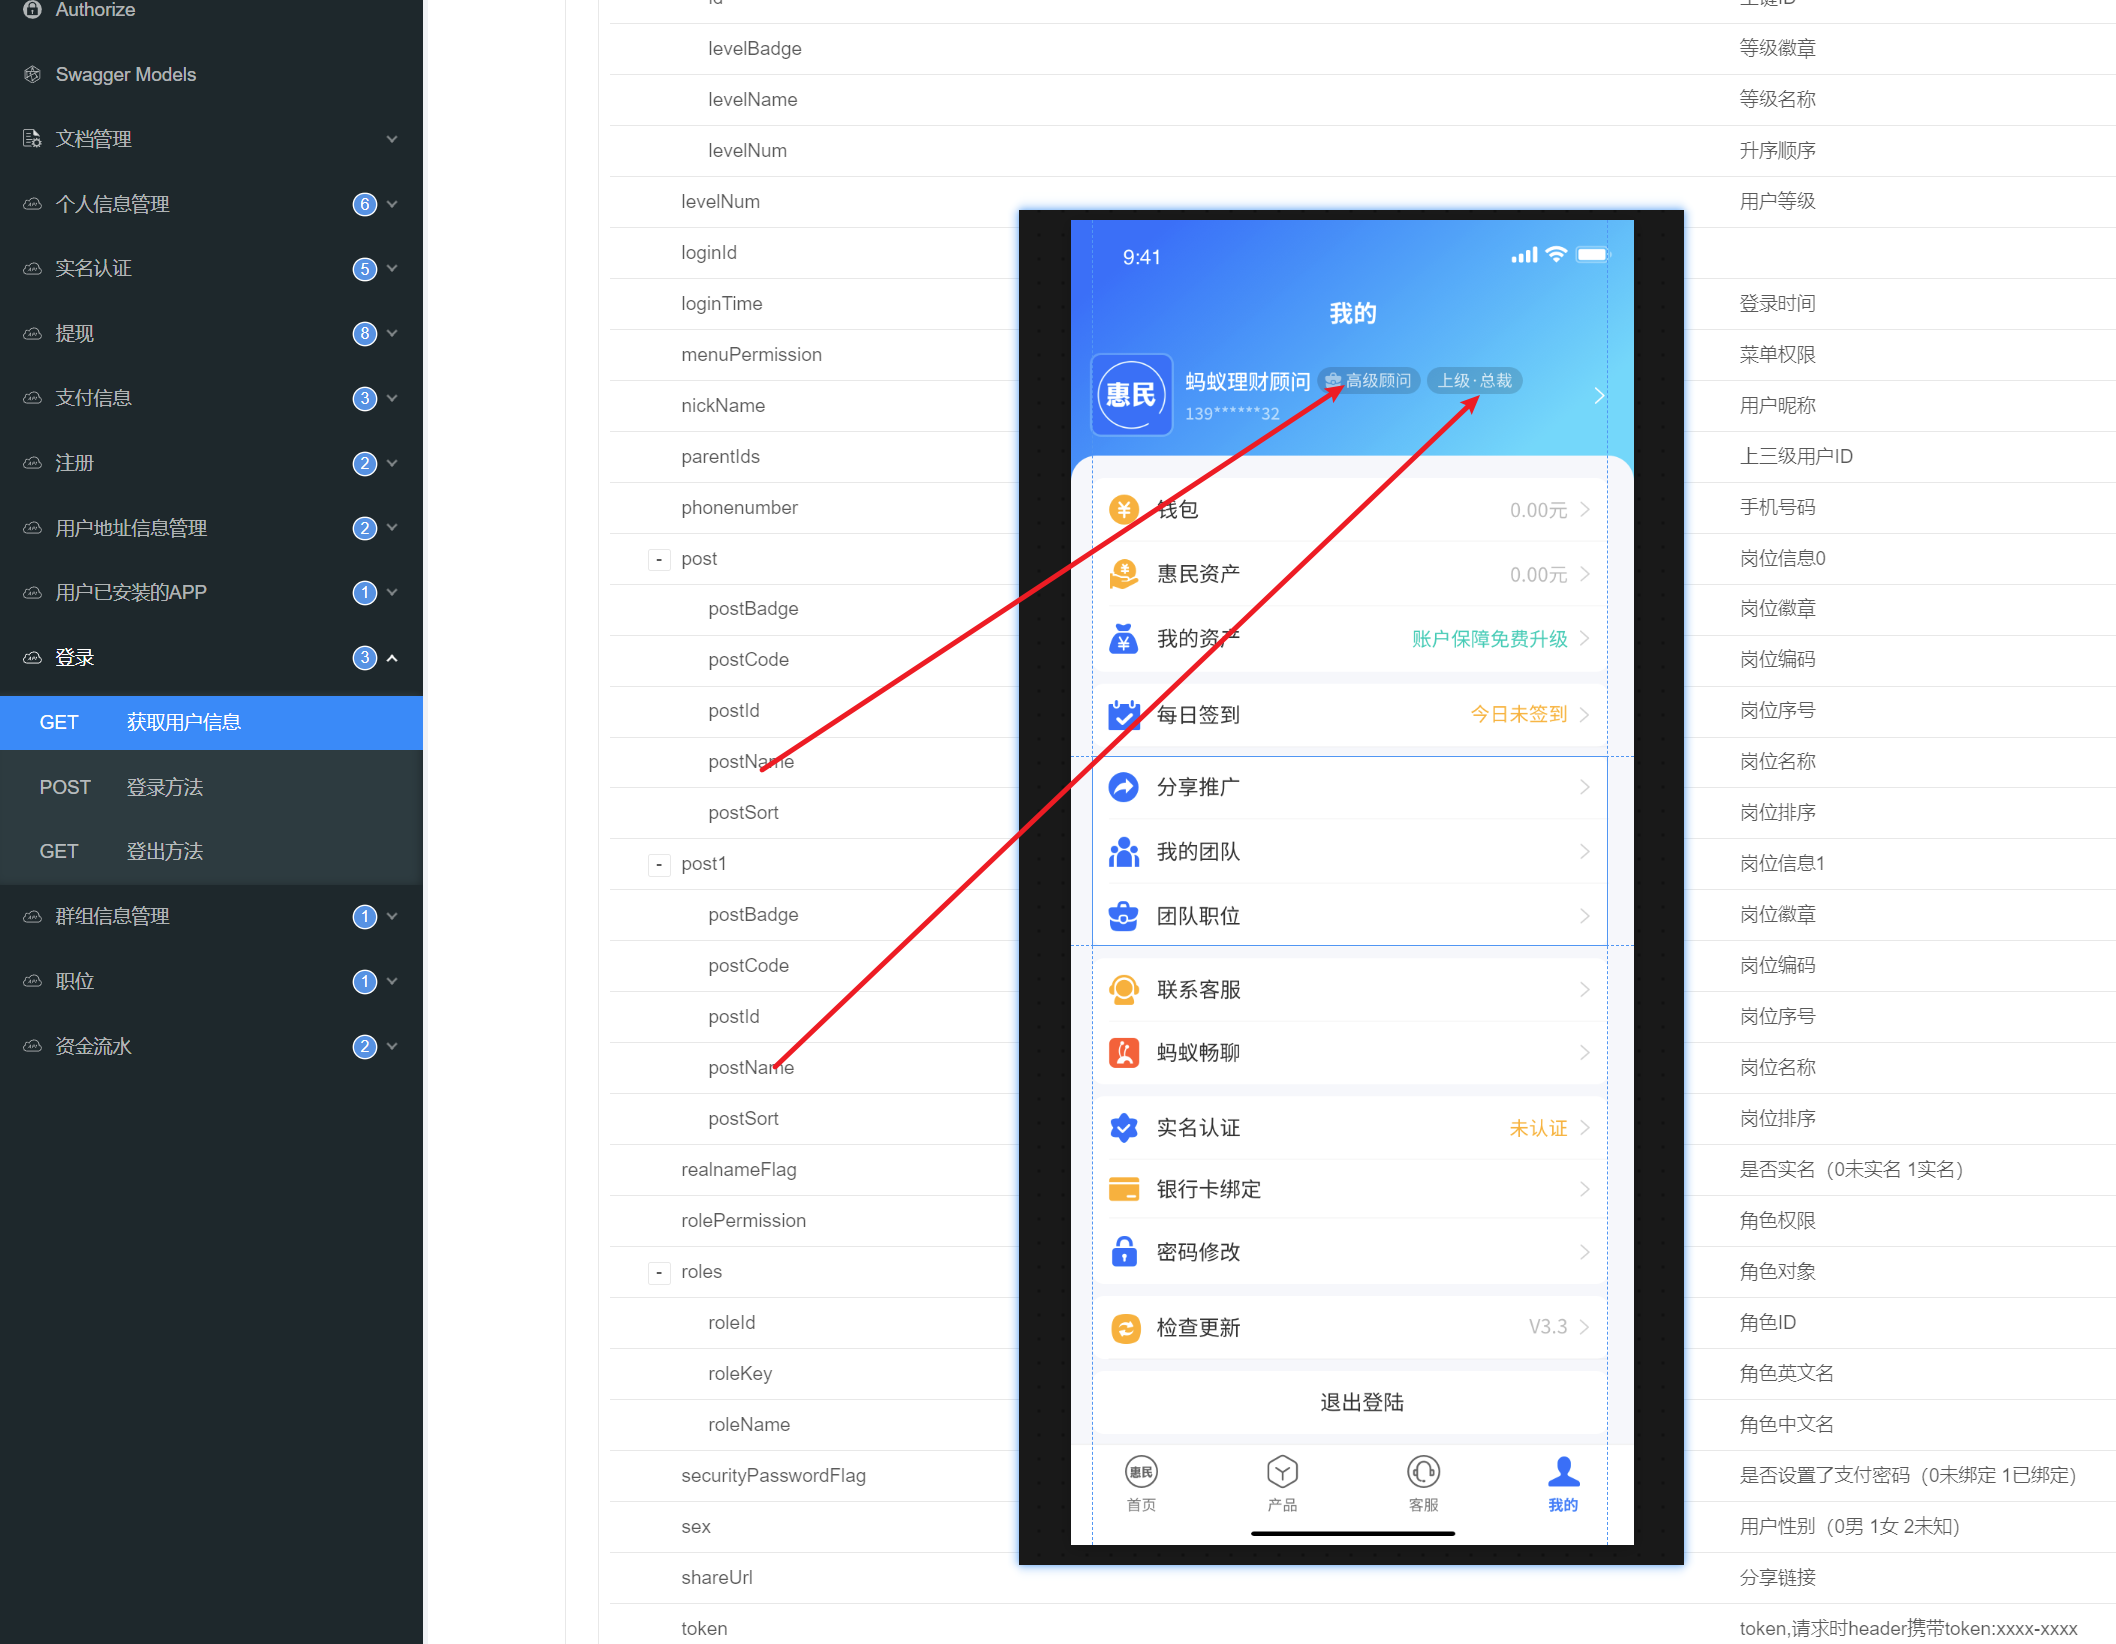 Authorize
Swagger Models
文档管理
个人信息管理 6
实名认证 5
提现 8
支付信息 3
注册 2
用户地址信息管理 2
用户已安装的APP 1
登录 3
GET 获取用户信息
POST 登录方法
GET 登出方法
群组信息管理 1
职位 1
资金流水 2
levelBadge 等级徽章
levelName 等级名称
levelNum 升序顺序
levelNum 用户等级
loginId
loginTime 登录时间
menuPermission 菜单权限
nickName 用户昵称
parentIds 上三级用户ID
phonenumber 手机号码
- post 岗位信息0
postBadge 岗位徽章
postCode 岗位编码
postId 岗位序号
postName 岗位名称
postSort 岗位排序
- post1 岗位信息1
postBadge 岗位徽章
postCode 岗位编码
postId 岗位序号
postName 岗位名称
postSort 岗位排序
realnameFlag 是否实名（0未实名 1实名）
rolePermission 角色权限
- roles 角色对象
roleId 角色ID
roleKey 角色英文名
roleName 角色中文名
securityPasswordFlag 是否设置了支付密码（0未绑定 1已绑定）
sex 用户性别（0男 1女 2未知）
shareUrl 分享链接
token token,请求时header携带token:xxxx-xxxx
9:41
我的
惠民
蚂蚁理财顾问 高级顾问 上级·总裁
139******32
钱包 0.00元
惠民资产 0.00元
我的资产 账户保障免费升级
每日签到 今日未签到
分享推广
我的团队
团队职位
联系客服
蚂蚁畅聊
实名认证 未认证
银行卡绑定
密码修改
检查更新 V3.3
退出登陆
惠民
首页 产品 客服 我的